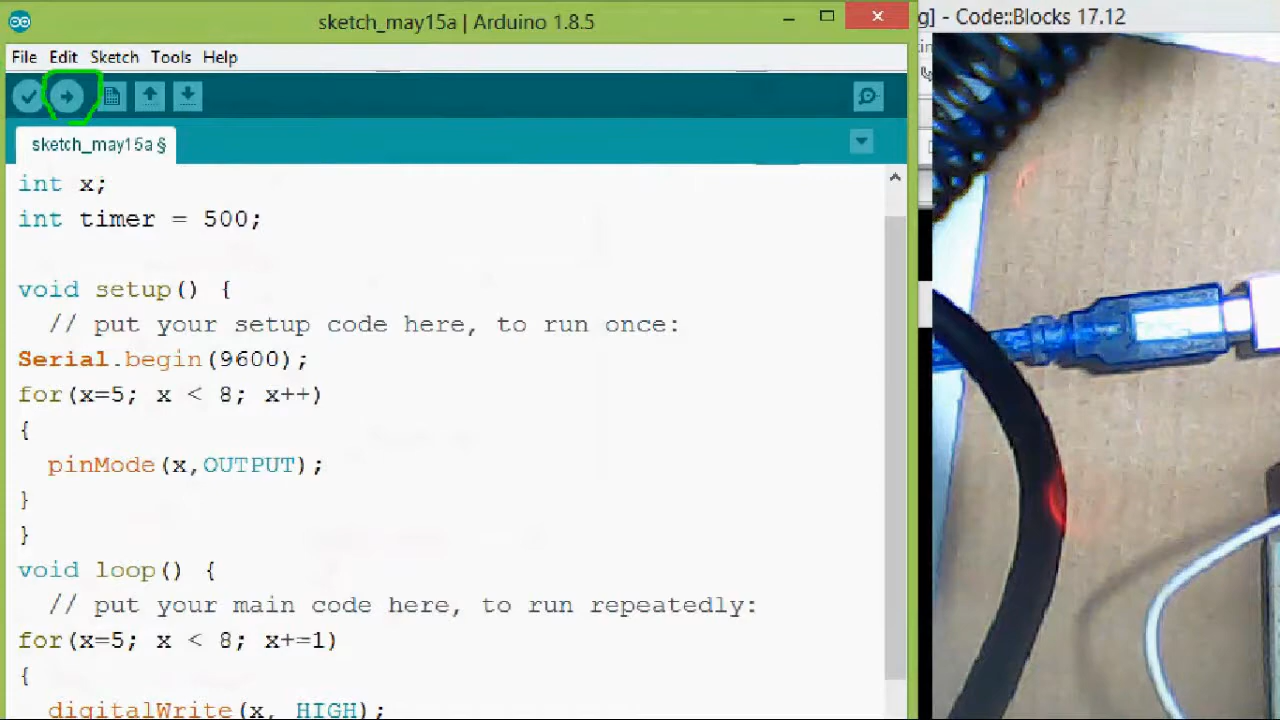 sketch_may15a | Arduino 1.8.5
g] - Code::Blocks 17.12
File Edit Sketch Tools Help
sketch_may15a §
int x;
int timer = 500;
void setup() {
// put your setup code here, to run once:
Serial.begin(9600);
for(x=5; x < 8; x++)
{
pinMode(x,OUTPUT);
}
}
void loop() {
// put your main code here, to run repeatedly:
for(x=5; x < 8; x+=1)
{
digitalWrite(x, HIGH);